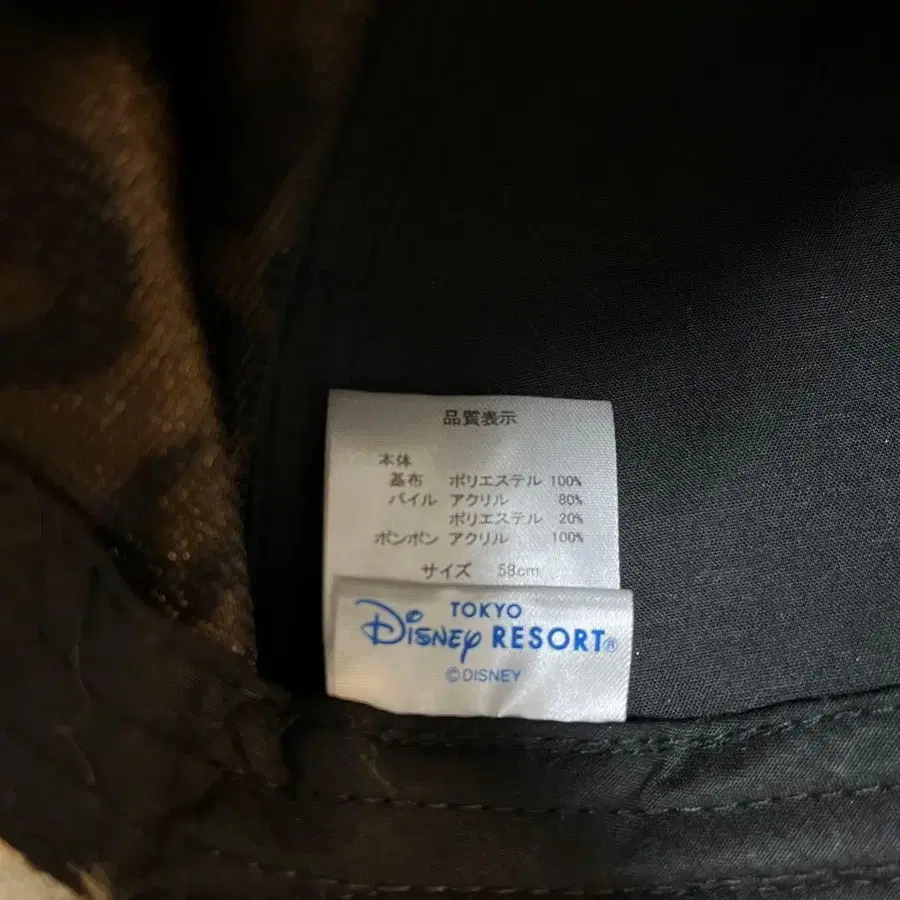 品質表示
本体
基布 ポリエステル 100%
パイル アクリル 80%
ポリエステル 20%
ポンポン アクリル 100%
サイズ 58cm
TOKYO
Disney RESORT®
©DISNEY